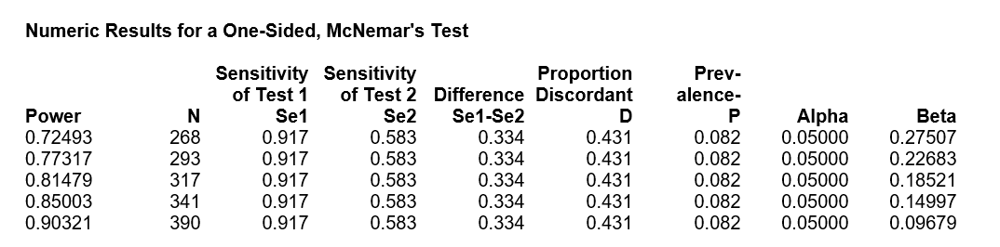 Numeric Results for a One-Sided, McNemar's Test
Sensitivity Sensitivity Proportion Prev-
of Test 1 of Test 2 Difference Discordant alence-
Power N Se1 Se2 Se1-Se2 D P Alpha Beta
0.72493 268 0.917 0.583 0.334 0.431 0.082 0.05000 0.27507
0.77317 293 0.917 0.583 0.334 0.431 0.082 0.05000 0.22683
0.81479 317 0.917 0.583 0.334 0.431 0.082 0.05000 0.18521
0.85003 341 0.917 0.583 0.334 0.431 0.082 0.05000 0.14997
0.90321 390 0.917 0.583 0.334 0.431 0.082 0.05000 0.09679